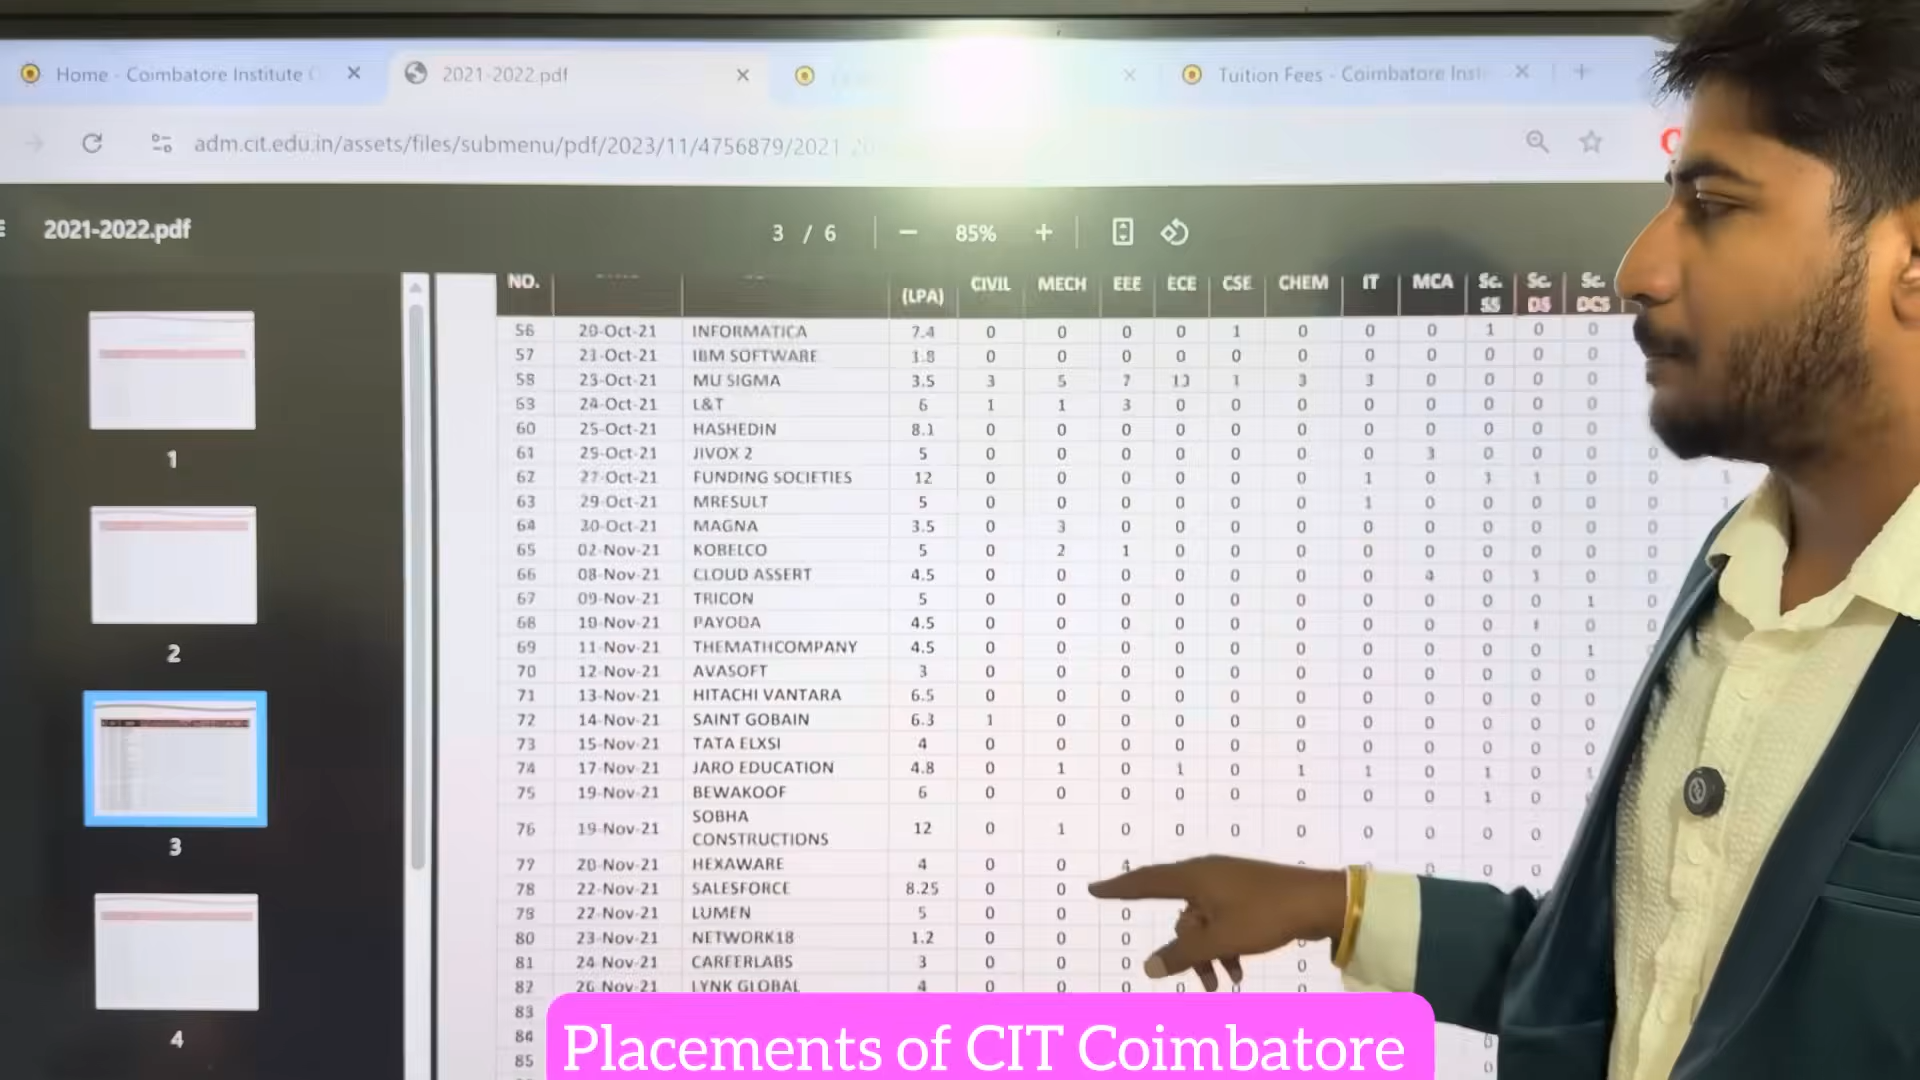 Home - Coimbatore Institute
2021-2022.pdf
Tuition Fees - Coimbatore Insti
adm.cit.edu.in/assets/files/submenu/pdf/2023/11/4756879/2021
2021-2022.pdf
3 / 6
85%
NO. (LPA) CIVIL MECH EEE ECE CSE CHEM IT MCA Sc. SS Sc. DS Sc. DCS
56 20-Oct-21 INFORMATICA 7.4 0 0 0 0 1 0 0 0 1 0 0
57 21-Oct-21 IBM SOFTWARE 1.8 0 0 0 0 0 0 0 0 0 0 0
58 23-Oct-21 MU SIGMA 3.5 3 5 7 13 1 3 3 0 0 0 0
24-Oct-21 L&T 6 1 1 3 0 0 0 0 0 0 0 0
60 25-Oct-21 HASHEDIN 8.1 0 0 0 0 0 0 0 0 0 0 0
61 25-Oct-21 JIVOX 2 5 0 0 0 0 0 0 0 3 0 0 0 0
62 27-Oct-21 FUNDING SOCIETIES 12 0 0 0 0 0 0 1 0 1 1 0 0 1
63 29-Oct-21 MRESULT 5 0 0 0 0 0 0 1 0 0 0 0 0 1
64 30-Oct-21 MAGNA 3.5 0 3 0 0 0 0 0 0 0 0 0 0
65 02-Nov-21 KOBELCO 5 0 2 1 0 0 0 0 0 0 0 0 0
66 08-Nov-21 CLOUD ASSERT 4.5 0 0 0 0 0 0 0 4 0 1 0 0
67 09-Nov-21 TRICON 5 0 0 0 0 0 0 0 0 0 0 1 0
68 10-Nov-21 PAYODA 4.5 0 0 0 0 0 0 0 0 0 1 0 0
69 11-Nov-21 THEMATHCOMPANY 4.5 0 0 0 0 0 0 0 0 0 0 1
70 12-Nov-21 AVASOFT 3 0 0 0 0 0 0 0 0 0 0 0
71 13-Nov-21 HITACHI VANTARA 6.5 0 0 0 0 0 0 0 0 0 0 0
72 14-Nov-21 SAINT GOBAIN 6.3 1 0 0 0 0 0 0 0 0 0 0
73 15-Nov-21 TATA ELXSI 4 0 0 0 0 0 0 0 0 0 0 0
74 17-Nov-21 JARO EDUCATION 4.8 0 1 0 1 0 1 1 0 1 0 1
75 19-Nov-21 BEWAKOOF 6 0 0 0 0 0 0 0 0 1 0
76 19-Nov-21 SOBHA CONSTRUCTIONS 12 0 1 0 0 0 0 0 0 0 0
77 20-Nov-21 HEXAWARE 4 0 0 4 0 0 0
78 22-Nov-21 SALESFORCE 8.25 0 0
79 22-Nov-21 LUMEN 5 0 0 0
80 23-Nov-21 NETWORK18 1.2 0 0 0
81 24-Nov-21 CAREERLABS 3 0 0 0 0
82 26-Nov-21 LYNK GLOBAL 4 0 0 0 0 0 0
83
84
85
1
2
3
4
Placements of CIT Coimbatore